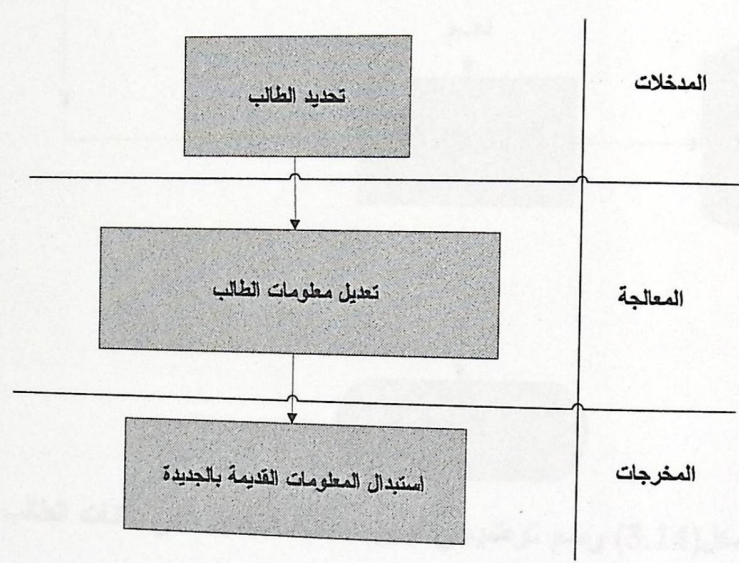 المدخلات
تحديد الطالب
المعالجة
تعديل معلومات الطالب
المخرجات
استبدال المعلومات القديمة بالجديدة